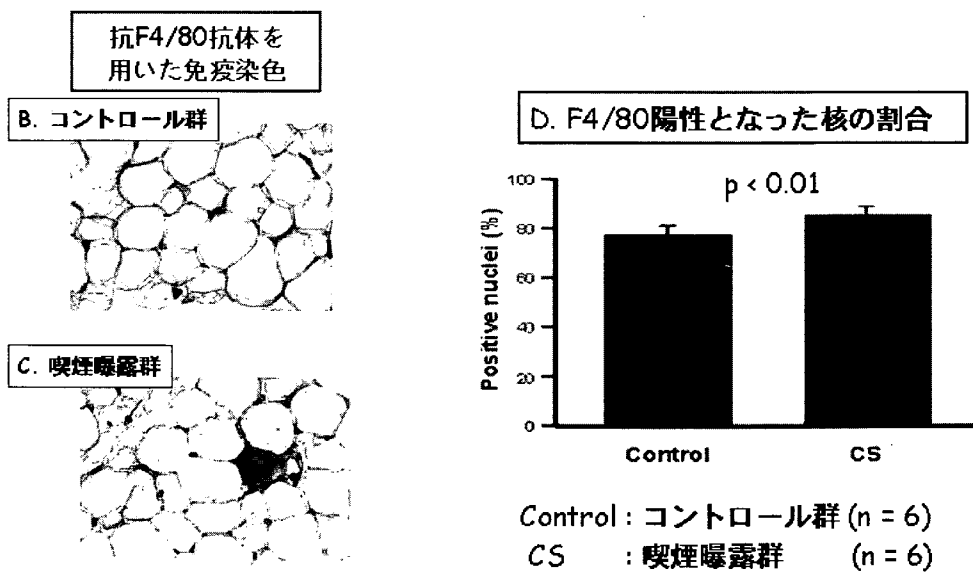 抗F4/80抗体を
用いた免疫染色
B. コントロール群
C. 喫煙曝露群
D. F4/80陽性となった核の割合
p < 0.01
Positive nuclei (%)
100
80
60
40
20
0
Control
CS
Control : コントロール群 (n = 6)
CS : 喫煙曝露群 (n = 6)